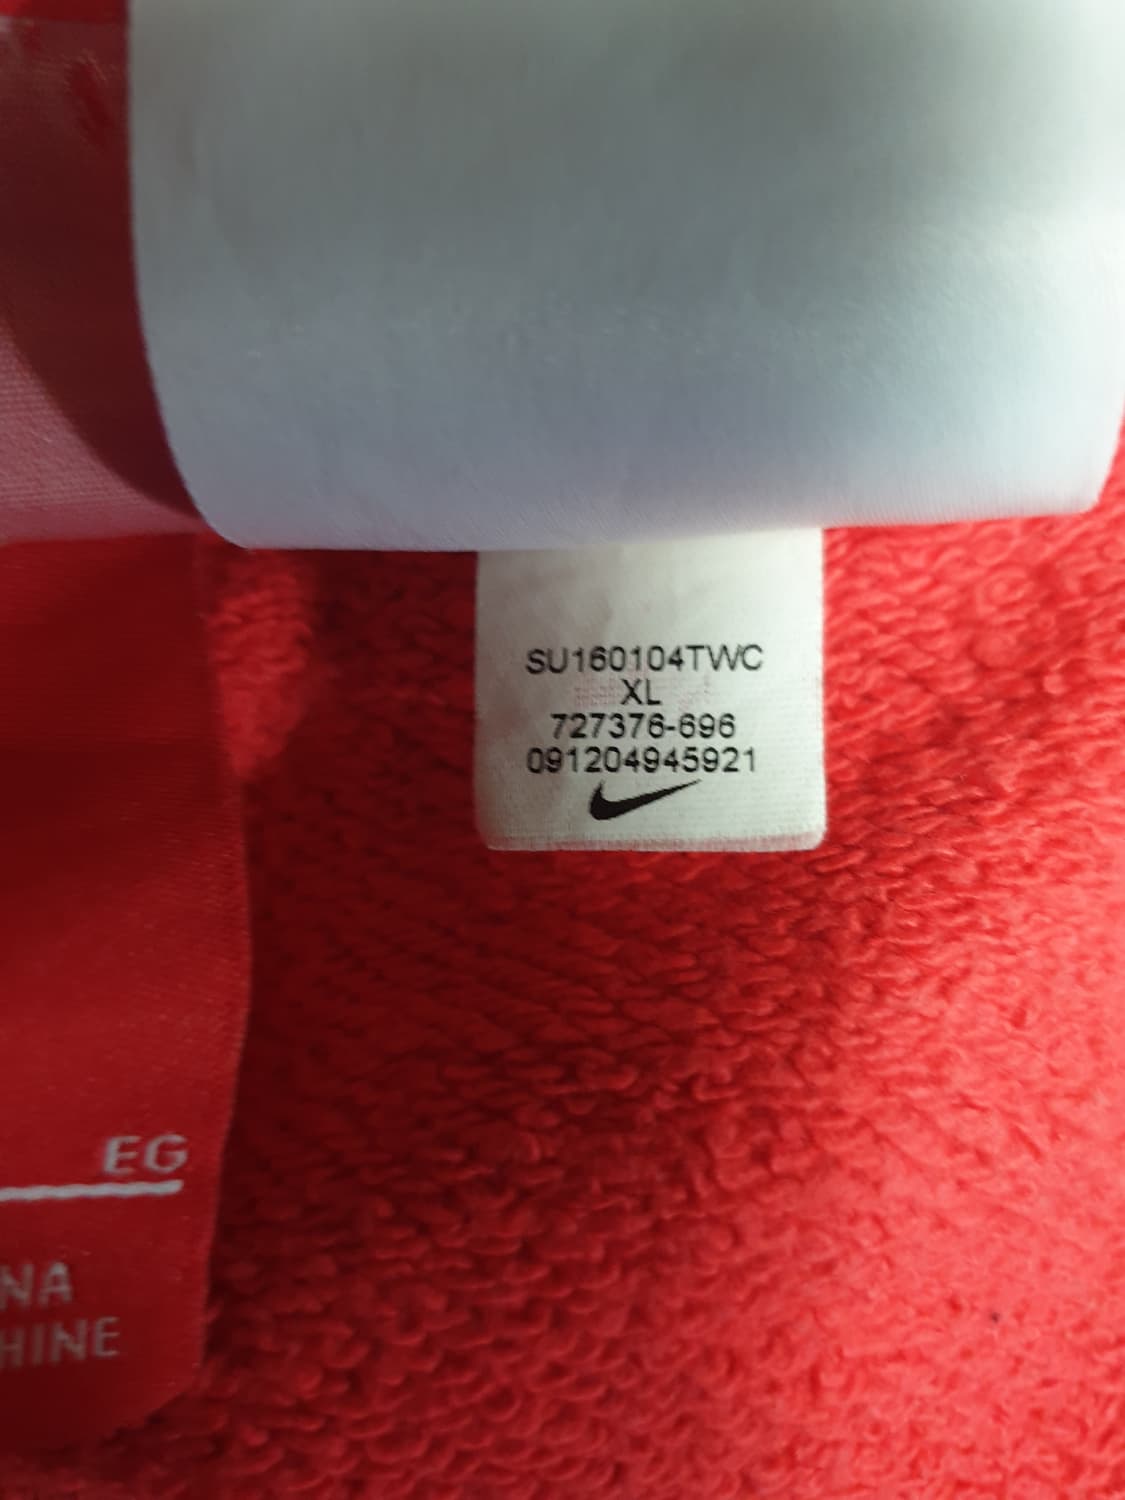 SU160104TWC
XL
727376-696
091204945921
EG
NA
HINE